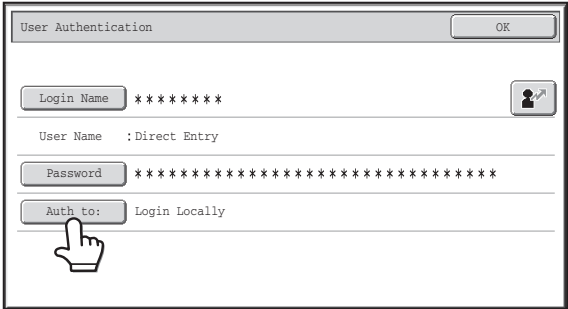 User Authentication OK
Login Name ********
User Name :Direct Entry
Password ********************************
Auth to: Login Locally